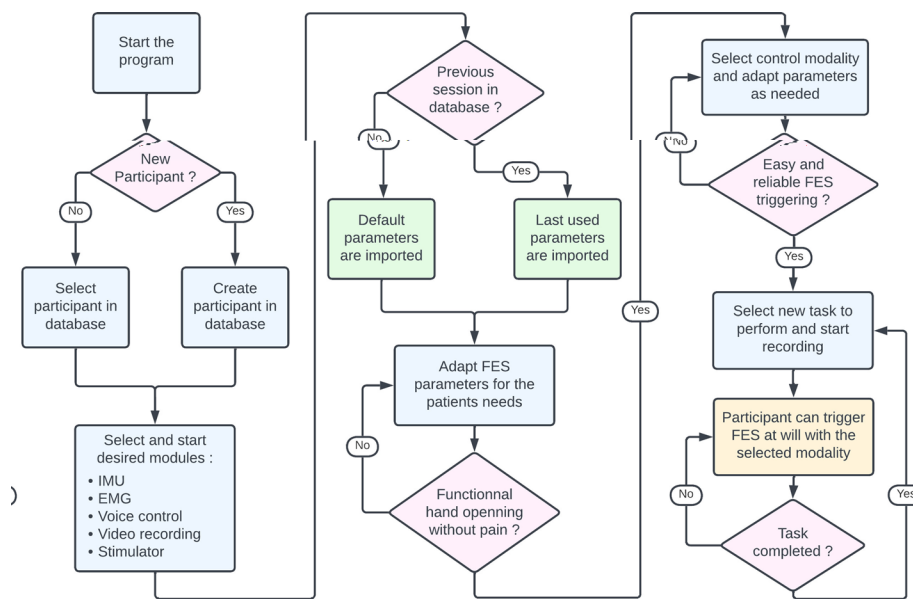 Start the
program
New
Participant ?
No
Yes
Select
participant in
database
Create
participant in
database
Select and start
desired modules :
• IMU
• EMG
• Voice control
• Video recording
• Stimulator
Previous
session in
database ?
No
Yes
Default
parameters
are imported
Last used
parameters
are imported
Adapt FES
parameters for the
patients needs
No
Functionnal
hand openning
without pain ?
Yes
Select control modality
and adapt parameters
as needed
No
Easy and
reliable FES
triggering ?
Yes
Select new task to
perform and start
recording
Participant can trigger
FES at will with the
selected modality
No
Yes
Task
completed ?